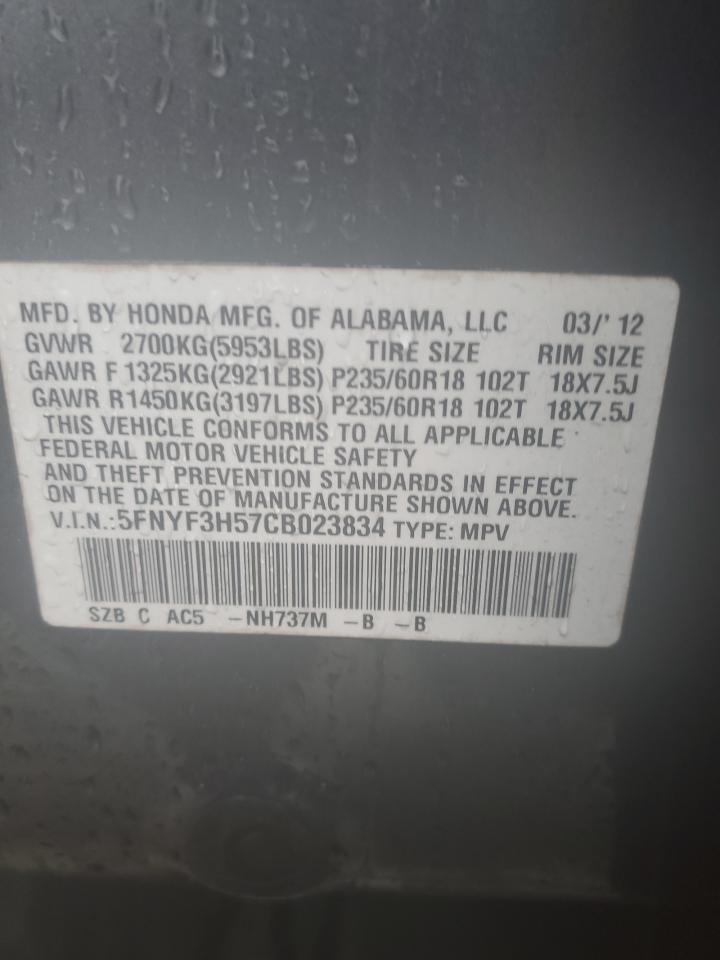 MFD. BY HONDA MFG. OF ALABAMA, LLC 03/' 12
GVWR 2700KG(5953LBS) TIRE SIZE RIM SIZE
GAWR F 1325KG(2921LBS) P235/60R18 102T 18X7.5J
GAWR R1450KG(3197LBS) P235/60R18 102T 18X7.5J
THIS VEHICLE CONFORMS TO ALL APPLICABLE
FEDERAL MOTOR VEHICLE SAFETY
AND THEFT PREVENTION STANDARDS IN EFFECT
ON THE DATE OF MANUFACTURE SHOWN ABOVE.
V.I.N.:5FNYF3H57CB023834 TYPE: MPV
SZB C AC5 -NH737M -B -B